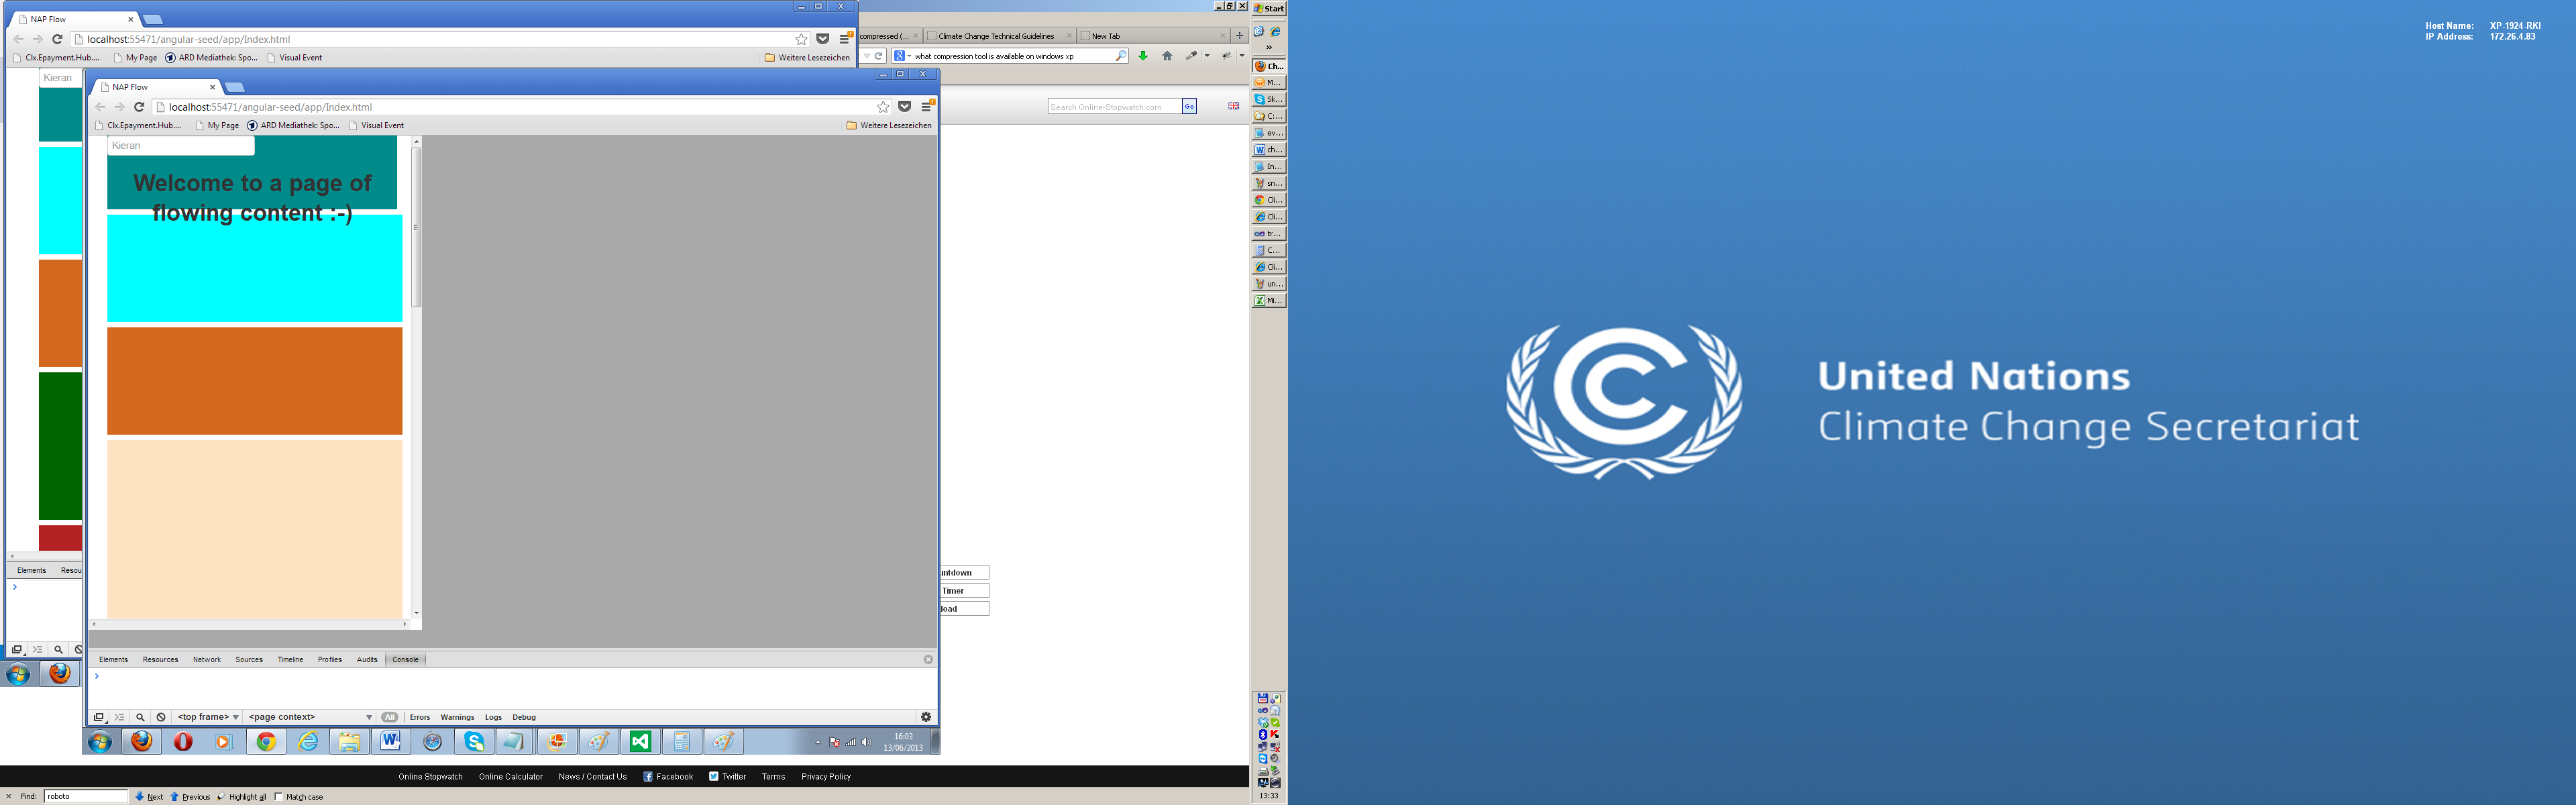 NAP Flow
localhost:55471/angular-seed/app/Index.html
Clx.Epayment.Hub....
My Page
ARD Mediathek: Spo...
Visual Event
Weitere Lesezeichen
Kieran
Elements
Resou
compressed (...
Climate Change Technical Guidelines
New Tab
what compression tool is available on windows xp
Search Online-Stopwatch.com
Go
NAP Flow
localhost:55471/angular-seed/app/Index.html
Clx.Epayment.Hub....
My Page
ARD Mediathek: Spo...
Visual Event
Weitere Lesezeichen
Kieran
Welcome to a page of
flowing content :-)
Elements Resources Network Sources Timeline Profiles Audits Console
<top frame> <page context> All Errors Warnings Logs Debug
16:03
13/06/2013
untdown
Timer
load
Online Stopwatch Online Calculator News / Contact Us Facebook Twitter Terms Privacy Policy
Find: roboto Next Previous Highlight all Match case
Start
Ch...
M...
Sk...
C:...
ev...
ch...
In...
sn...
Cli...
Cli...
tr...
C...
Cli...
un...
Mi...
13:33
Host Name: XP-1924-RKI
IP Address: 172.26.4.83
United Nations
Climate Change Secretariat